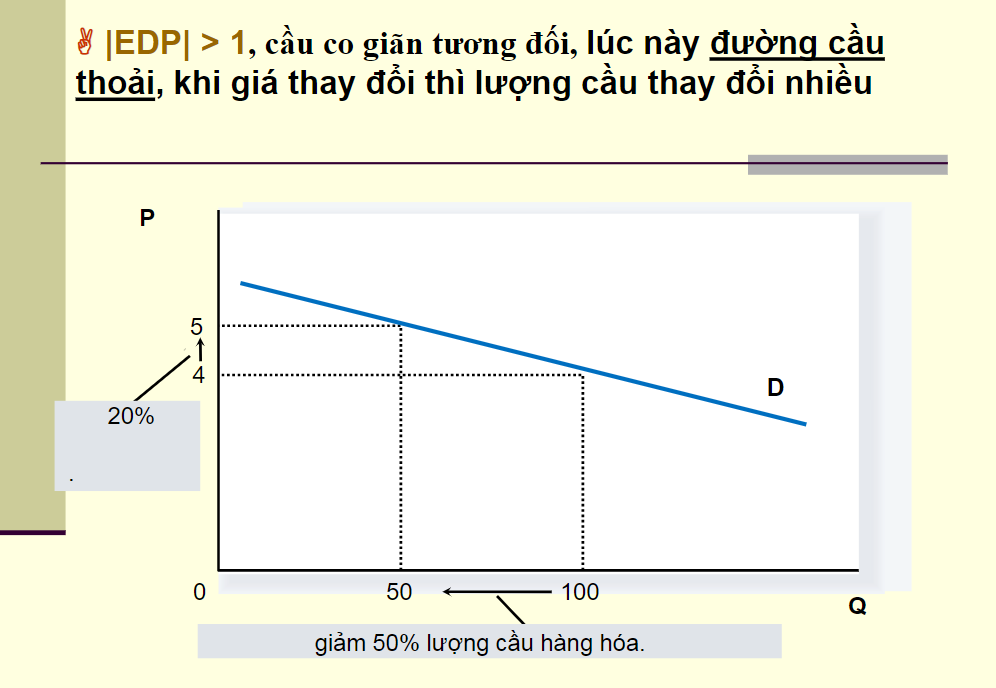 ✌ |EDP| > 1, cầu co giãn tương đối, lúc này đường cầu
thoải, khi giá thay đổi thì lượng cầu thay đổi nhiều
P
5
4
D
20%
.
0
50
100
Q
giảm 50% lượng cầu hàng hóa.